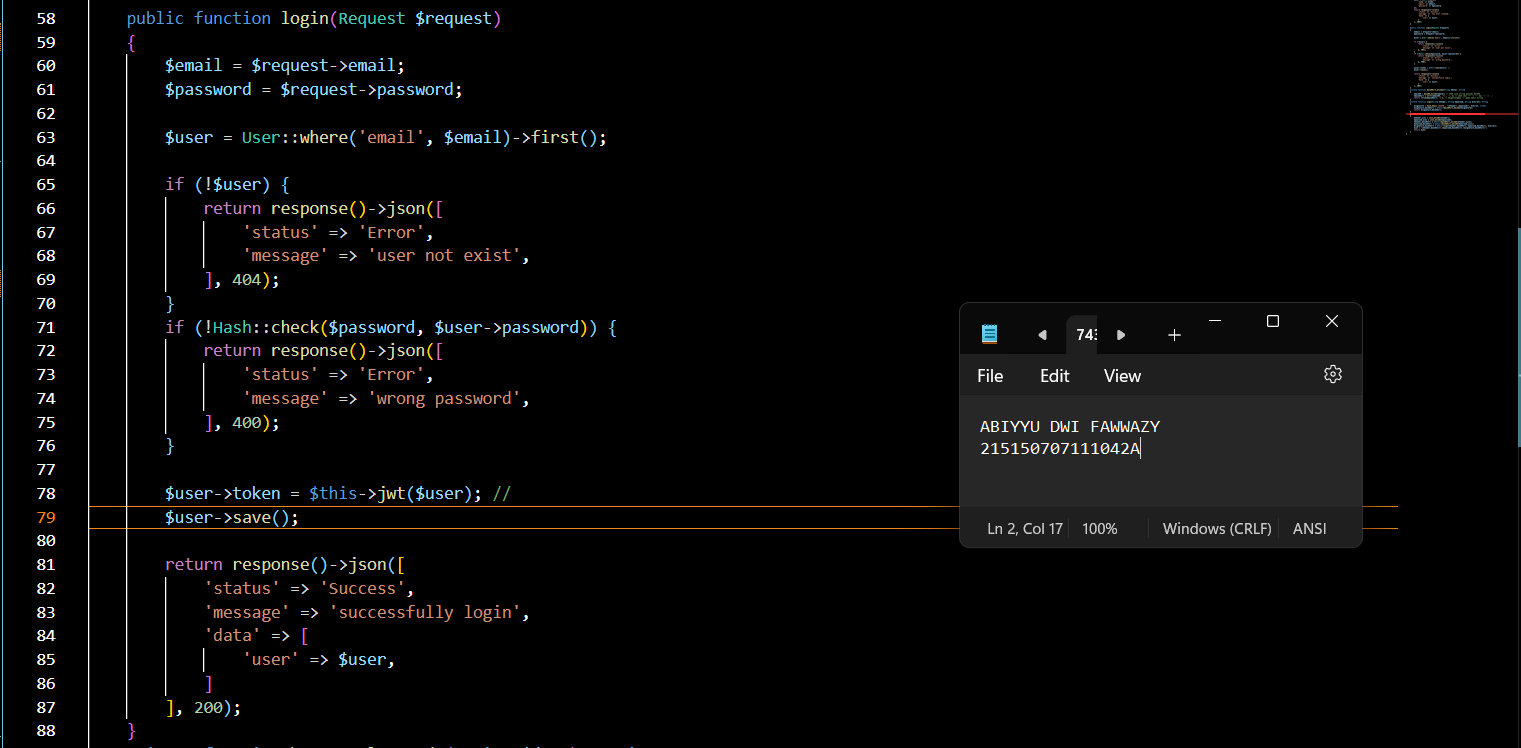 58 public function login(Request $request)
59 {
60 $email = $request->email;
61 $password = $request->password;
62
63 $user = User::where('email', $email)->first();
64
65 if (!$user) {
66 return response()->json([
67 'status' => 'Error',
68 'message' => 'user not exist',
69 ], 404);
70 }
71 if (!Hash::check($password, $user->password)) {
72 return response()->json([
73 'status' => 'Error',
74 'message' => 'wrong password',
75 ], 400);
76 }
77
78 $user->token = $this->jwt($user); //
79 $user->save();
80
81 return response()->json([
82 'status' => 'Success',
83 'message' => 'successfully login',
84 'data' => [
85 'user' => $user,
86 ]
87 ], 200);
88 }
743
File Edit View
ABIYYU DWI FAWWAZY
215150707111042A
Ln 2, Col 17 100% Windows (CRLF) ANSI